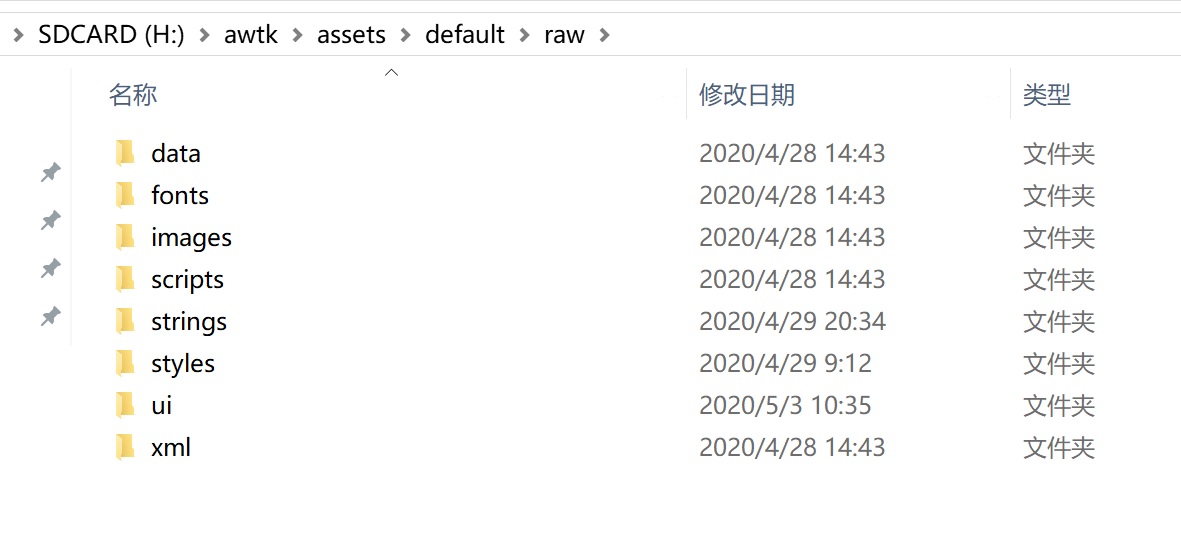 SDCARD (H:) > awtk > assets > default > raw >
名称 修改日期 类型
data 2020/4/28 14:43 文件夹
fonts 2020/4/28 14:43 文件夹
images 2020/4/28 14:43 文件夹
scripts 2020/4/28 14:43 文件夹
strings 2020/4/29 20:34 文件夹
styles 2020/4/29 9:12 文件夹
ui 2020/5/3 10:35 文件夹
xml 2020/4/28 14:43 文件夹